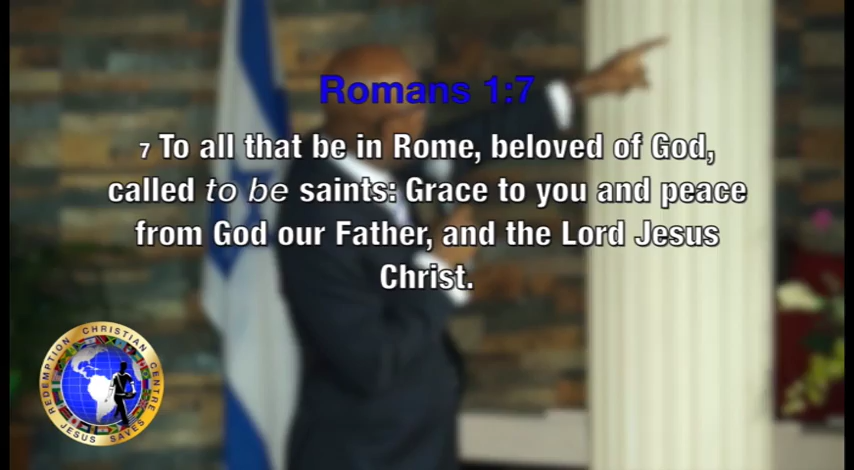 Romans 1:7
7 To all that be in Rome, beloved of God,
called to be saints: Grace to you and peace
from God our Father, and the Lord Jesus
Christ.
REDEMPTION CHRISTIAN CENTRE
JESUS SAVES